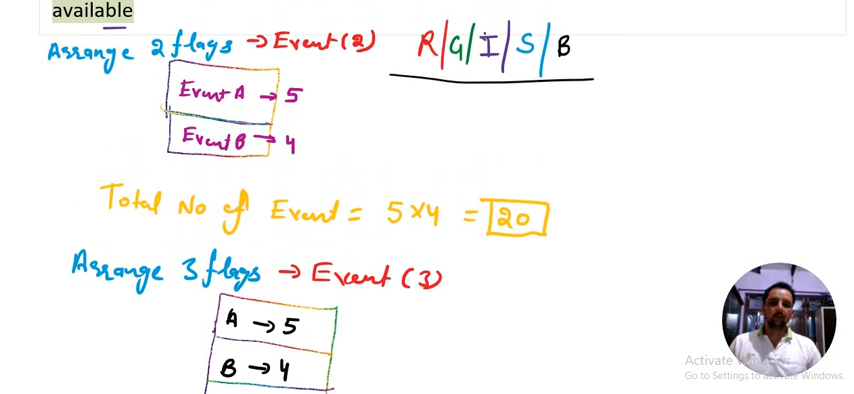 available
Arrange 2 flags → Event (2) R/G/I/S/B
Event A → 5
Event B → 4
Total No of Event = 5×4 = 20
Arrange 3 flags → Event (3)
A → 5
B → 4
Activate Windows
Go to Settings to activate Windows.